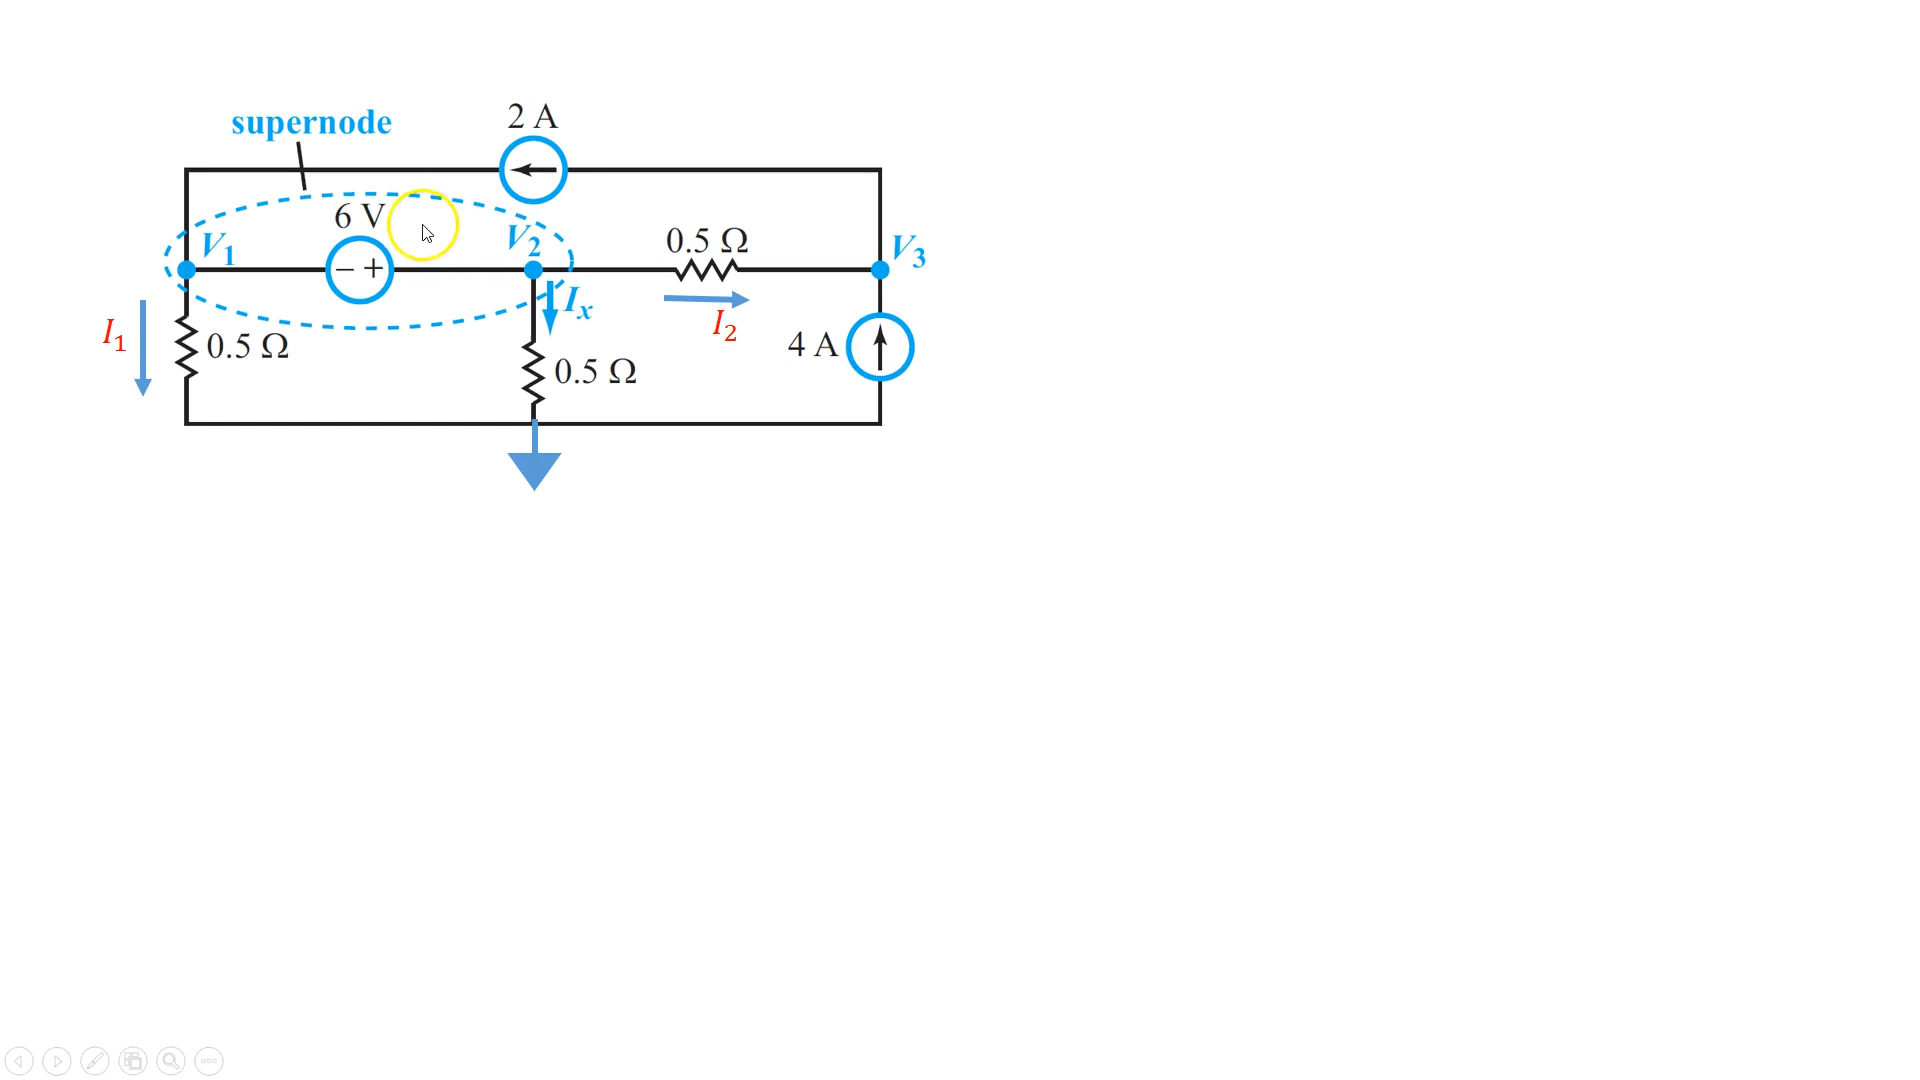 supernode
2 A
6 V
V1
V2
0.5 Ω
V3
− +
Ix
I1
0.5 Ω
I2
4 A
0.5 Ω